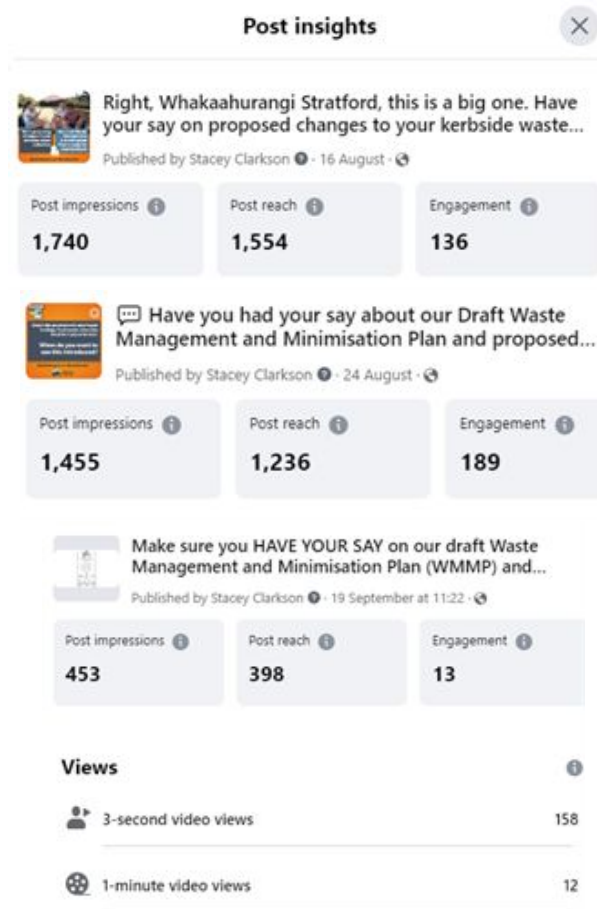 Post insights
Right, Whakaahurangi Stratford, this is a big one. Have
your say on proposed changes to your kerbside waste...
Published by Stacey Clarkson · 16 August ·
Post impressions
Post reach
Engagement
1,740
1,554
136
💬 Have you had your say about our Draft Waste
Management and Minimisation Plan and proposed...
Published by Stacey Clarkson · 24 August ·
Post impressions
Post reach
Engagement
1,455
1,236
189
Make sure you HAVE YOUR SAY on our draft Waste
Management and Minimisation Plan (WMMP) and...
Published by Stacey Clarkson · 19 September at 11:22 ·
Post impressions
Post reach
Engagement
453
398
13
Views
3-second video views 158
1-minute video views 12